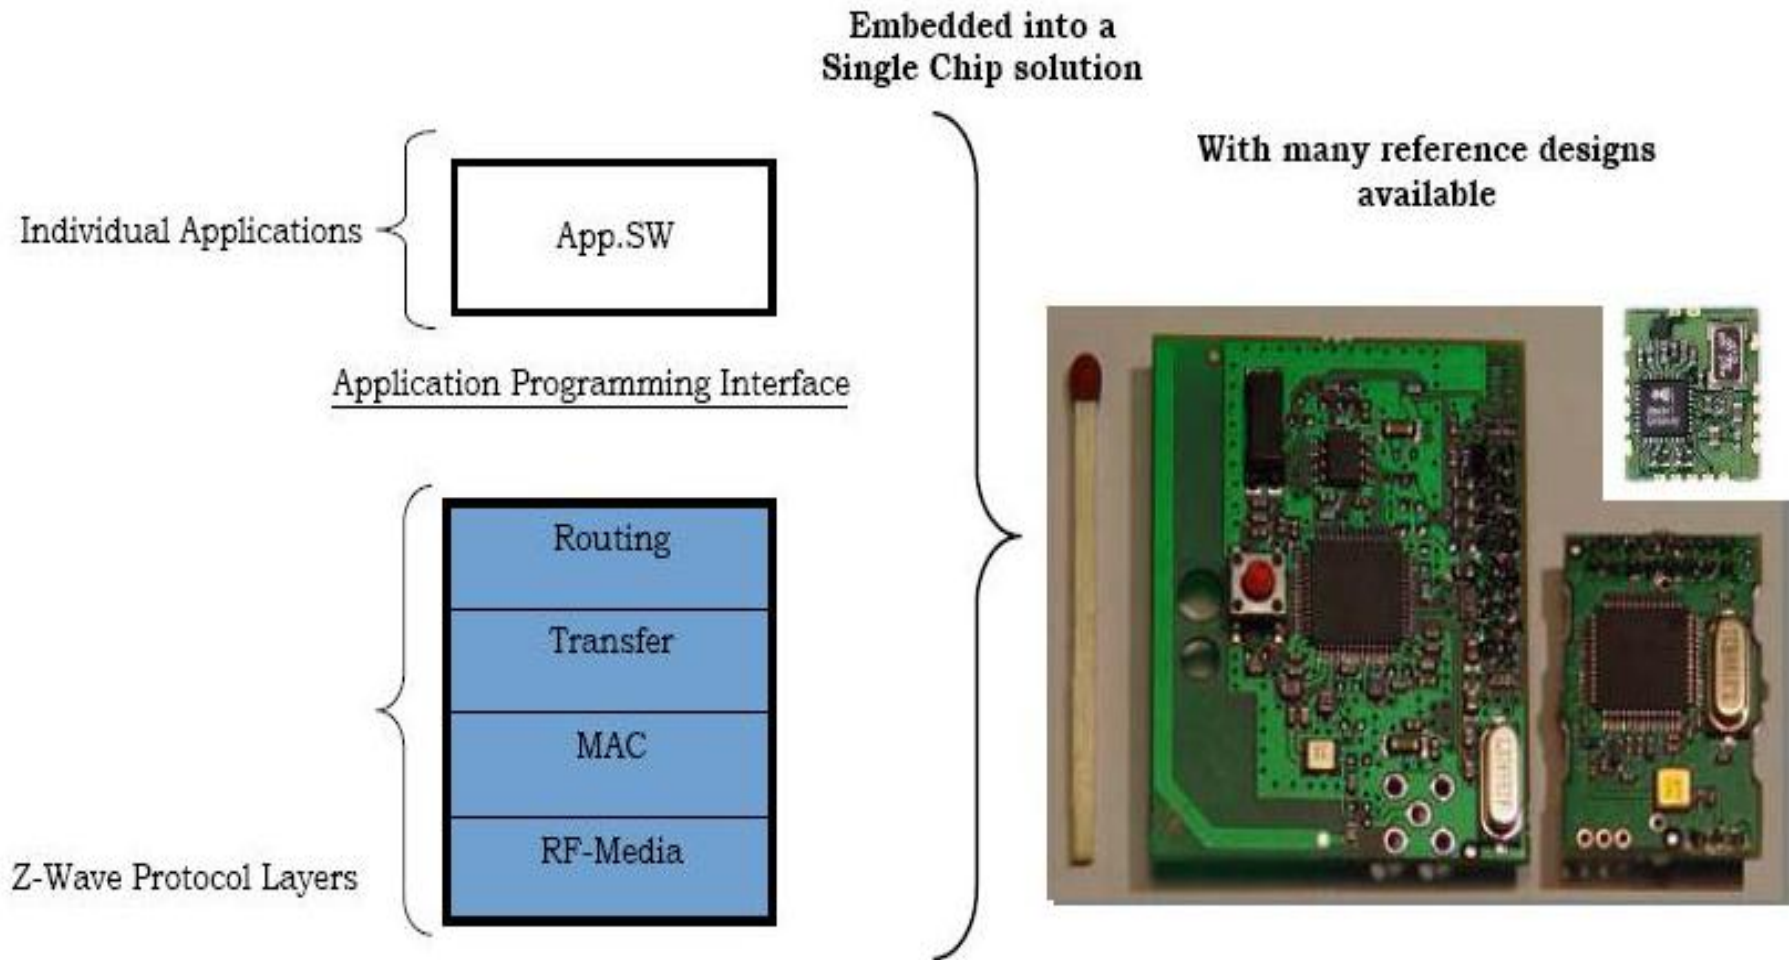 Embedded into a
Single Chip solution
With many reference designs
available
Individual Applications
App.SW
Application Programming Interface
Routing
Transfer
MAC
RF-Media
Z-Wave Protocol Layers